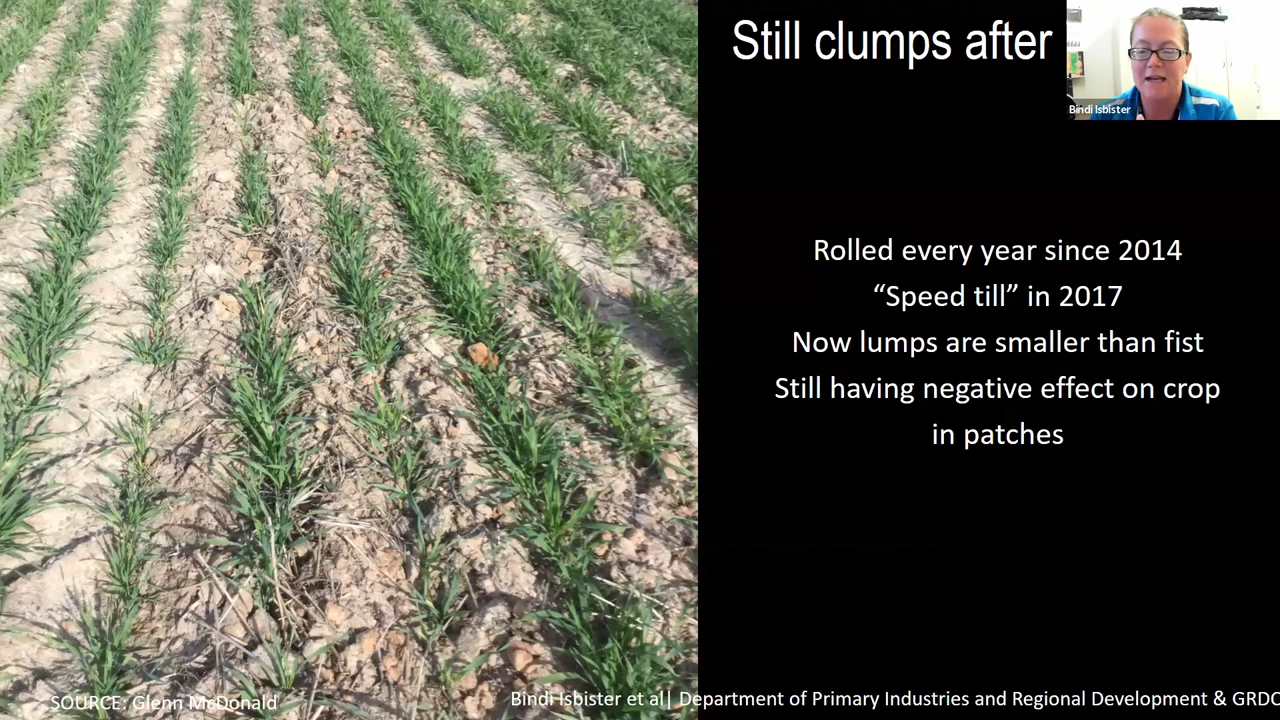 Still clumps after
Bindi Isbister
Rolled every year since 2014
“Speed till” in 2017
Now lumps are smaller than fist
Still having negative effect on crop
in patches
SOURCE: Glenn McDonald
Bindi Isbister et al| Department of Primary Industries and Regional Development & GRDC